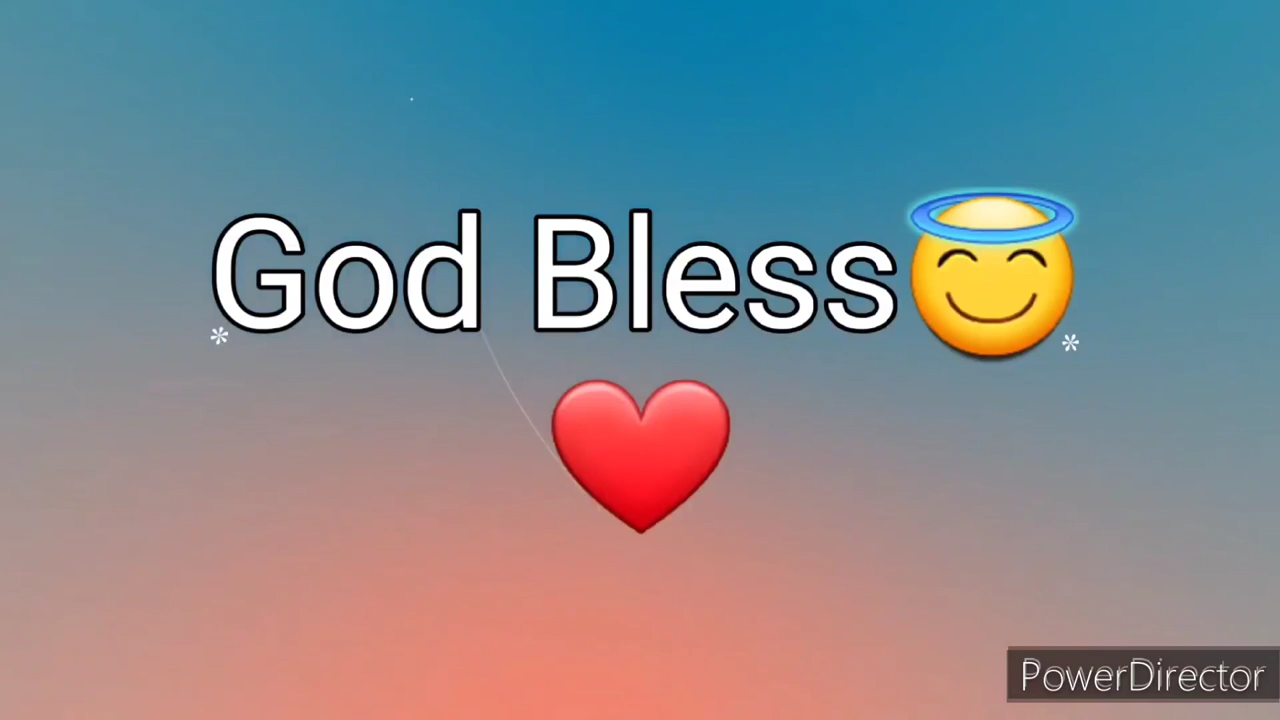 God Bless😇
* *
❤️
PowerDirector